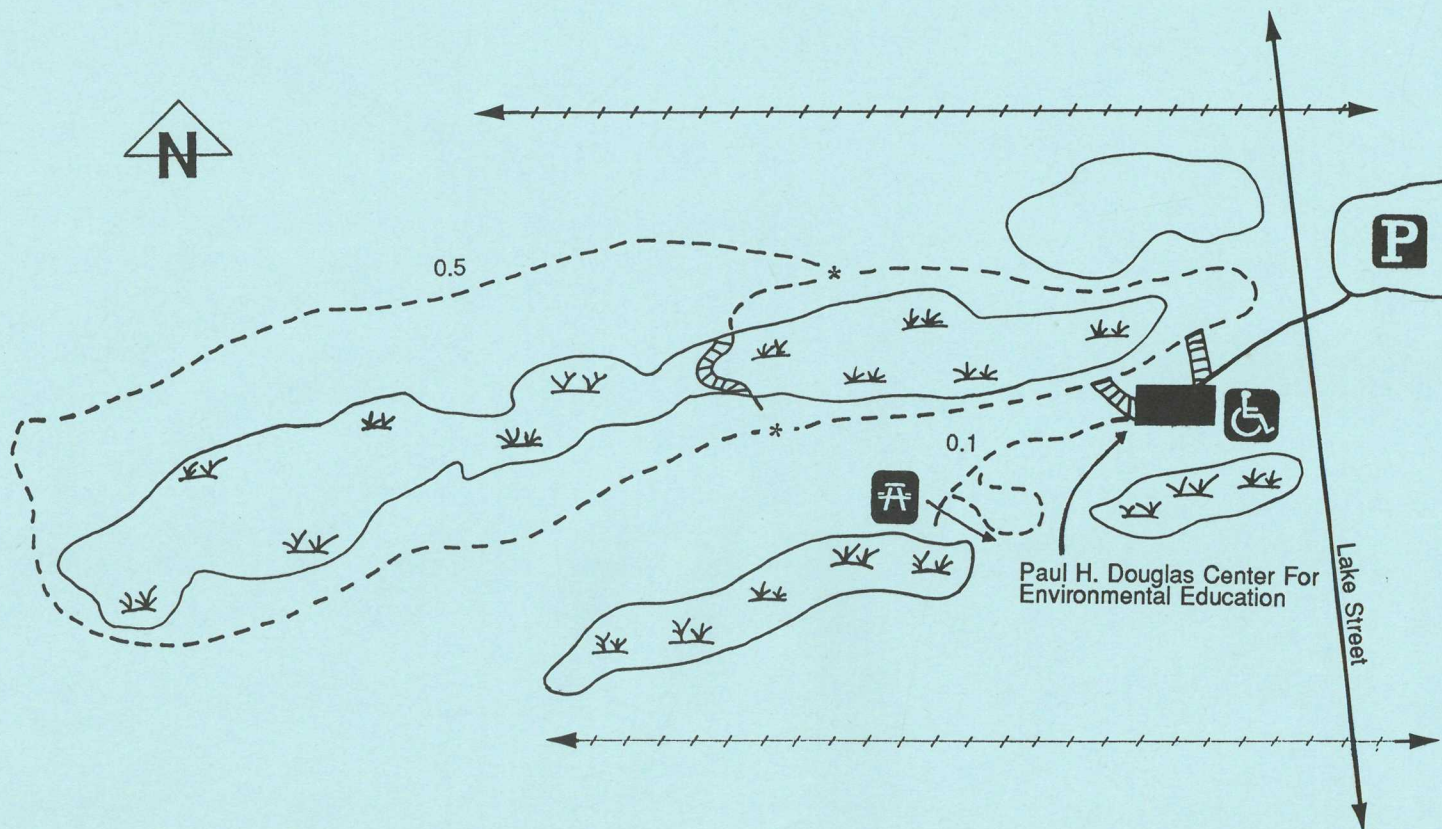 N
P
0.5
0.1
Paul H. Douglas Center For
Environmental Education
Lake Street